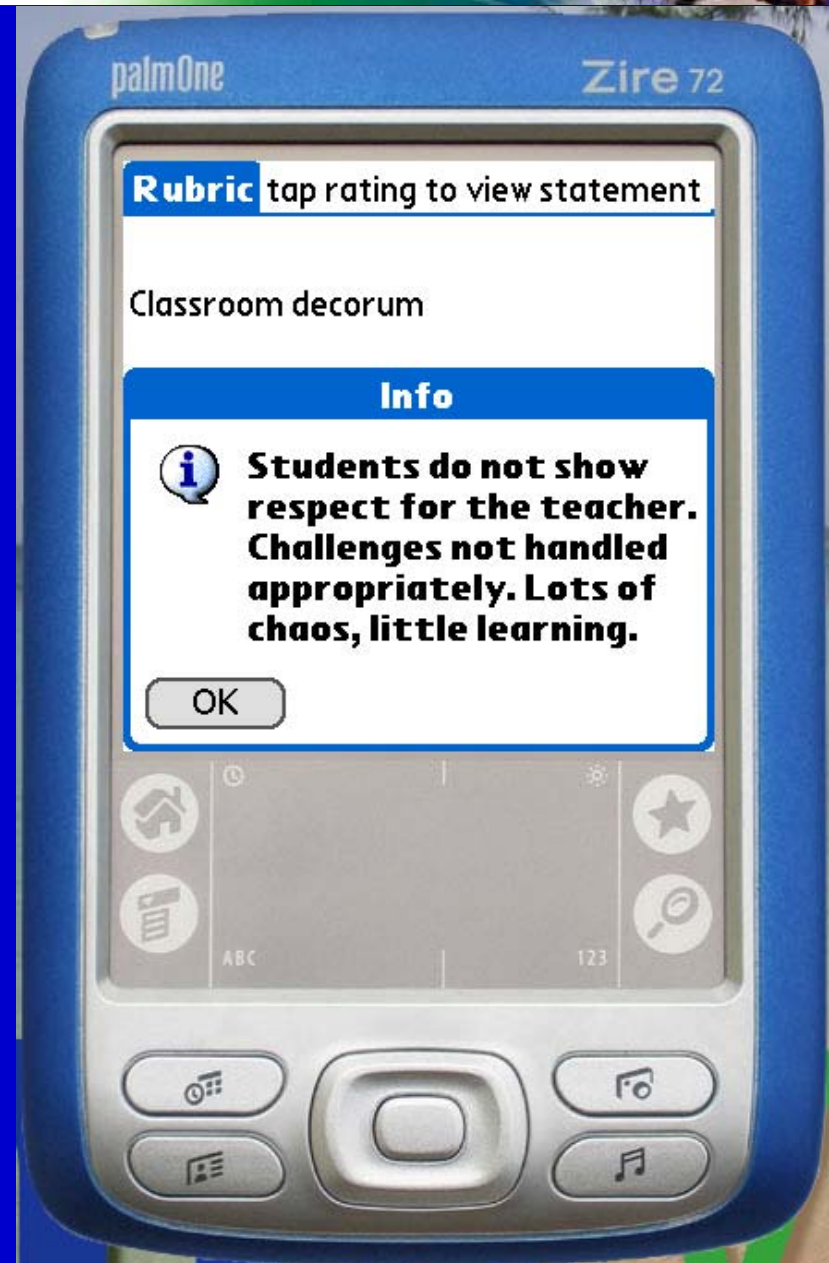 palmOne
Zire 72
Rubric tap rating to view statement
Classroom decorum
Info
i
Students do not show
respect for the teacher.
Challenges not handled
appropriately. Lots of
chaos, little learning.
OK
ABC
123